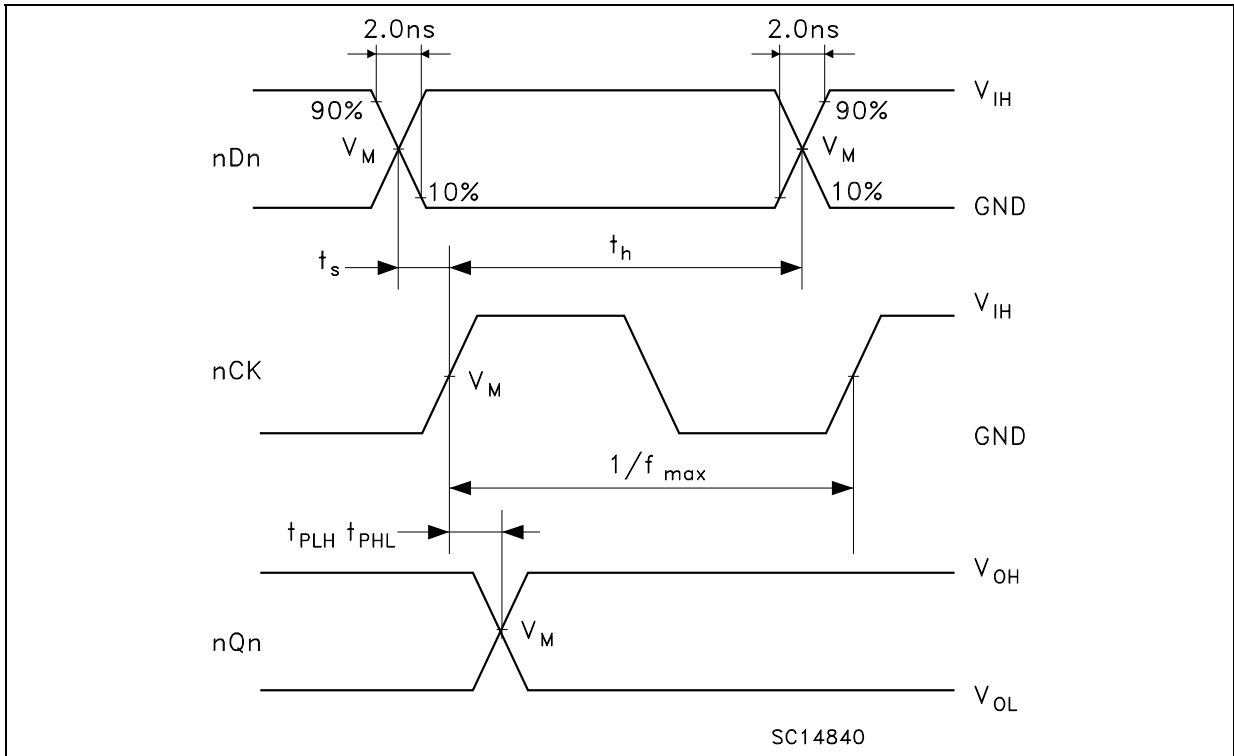 2.0ns 2.0ns
V_IH
90% 90%
nDn V_M V_M
10% 10%
GND
t_s t_h
V_IH
nCK V_M
GND
1/f max
t_PLH t_PHL
V_OH
nQn V_M
V_OL
SC14840